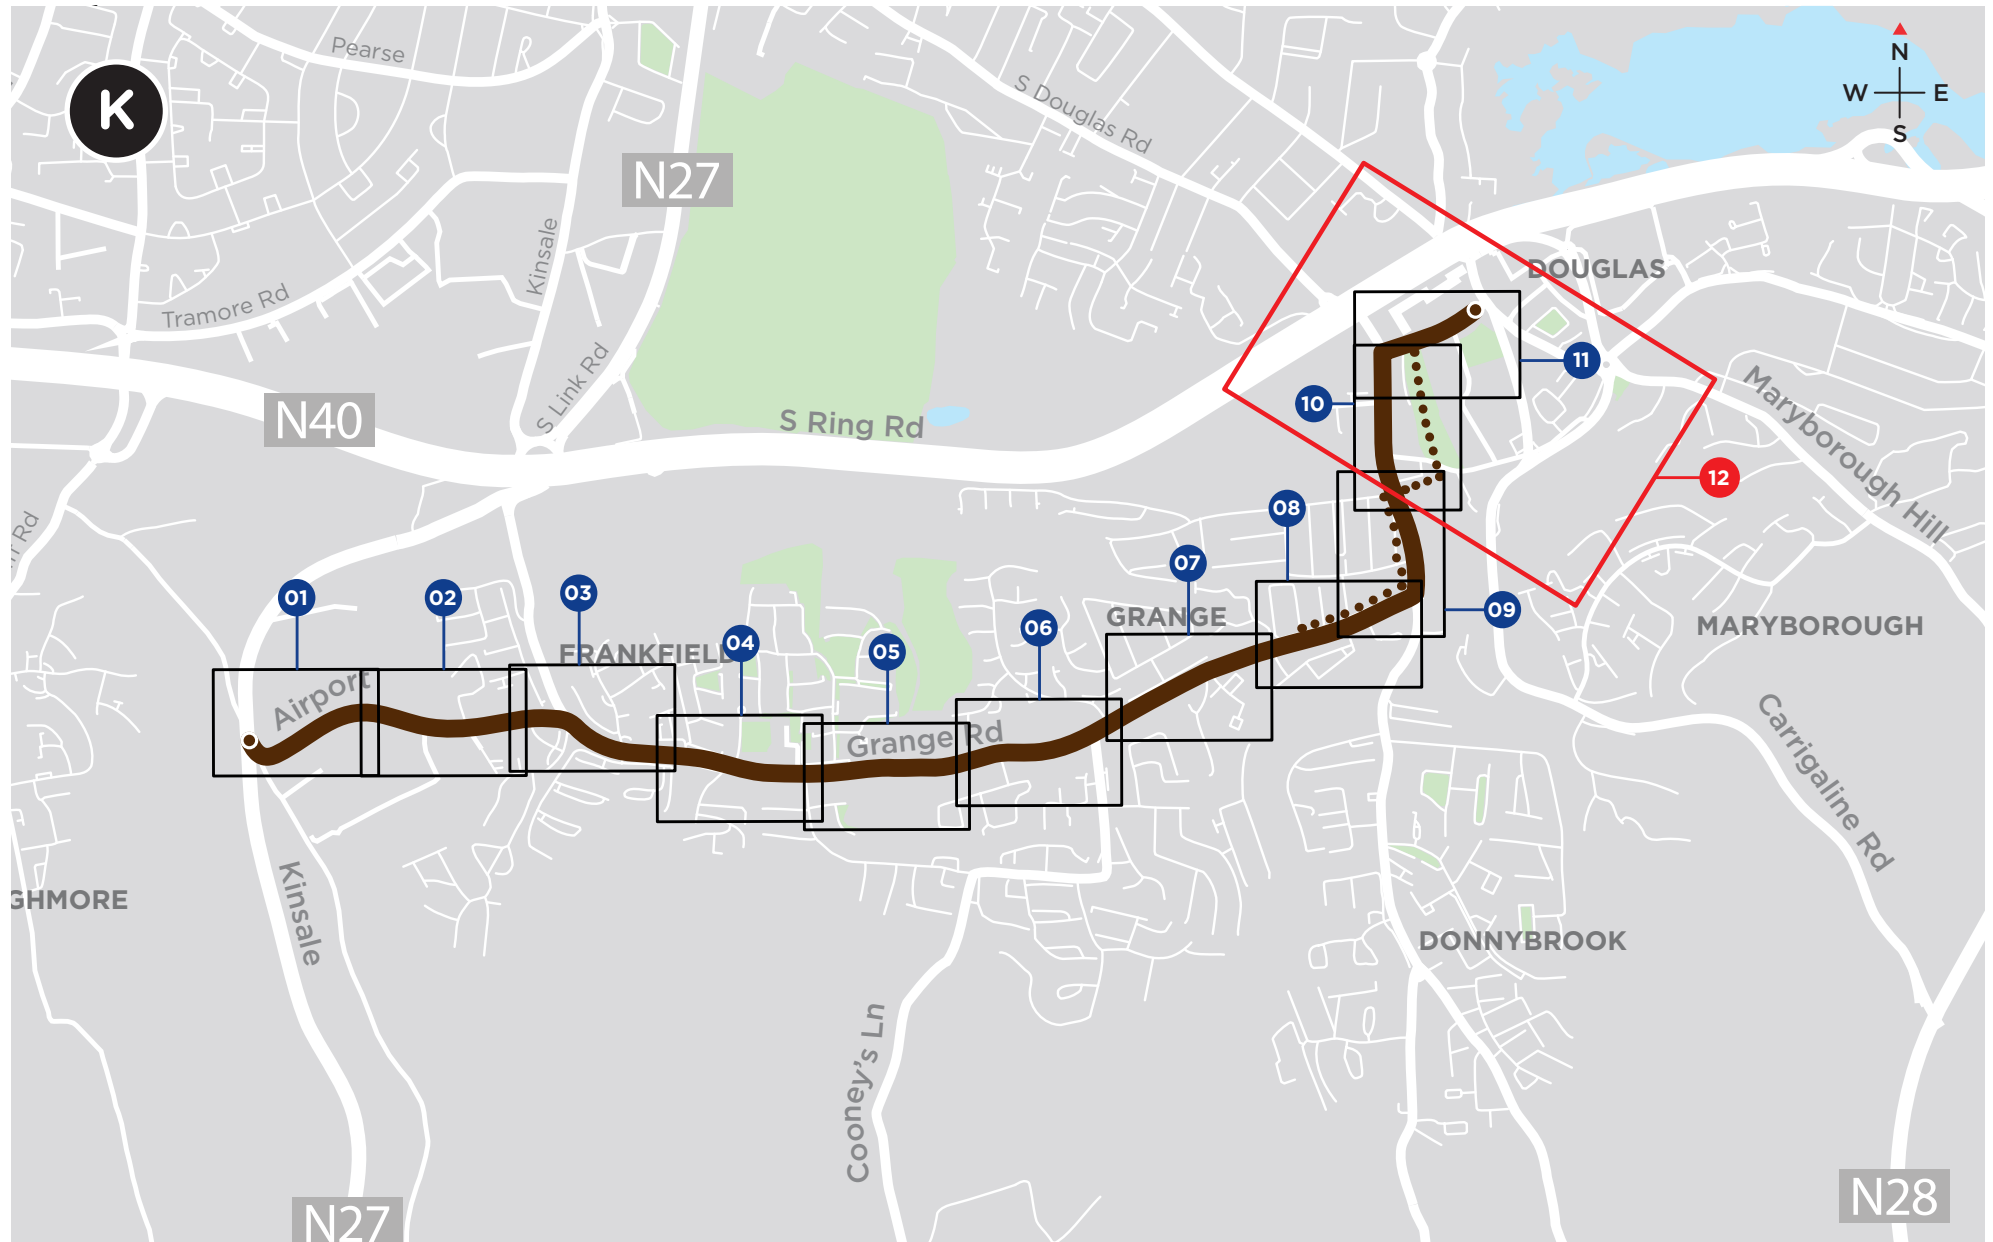 Pearse
K
N27
S Douglas Rd
N
W E
S
Kinsale
Tramore Rd
DOUGLAS
S Link Rd
N40
S Ring Rd
11
10
Maryborough Hill
12
08
07
03
01
02
GRANGE
09
MARYBOROUGH
06
04
FRANKFIELD
05
Airport
Grange Rd
Carrigaline Rd
Kinsale
GHMORE
DONNYBROOK
Cooney's Ln
N28
N27